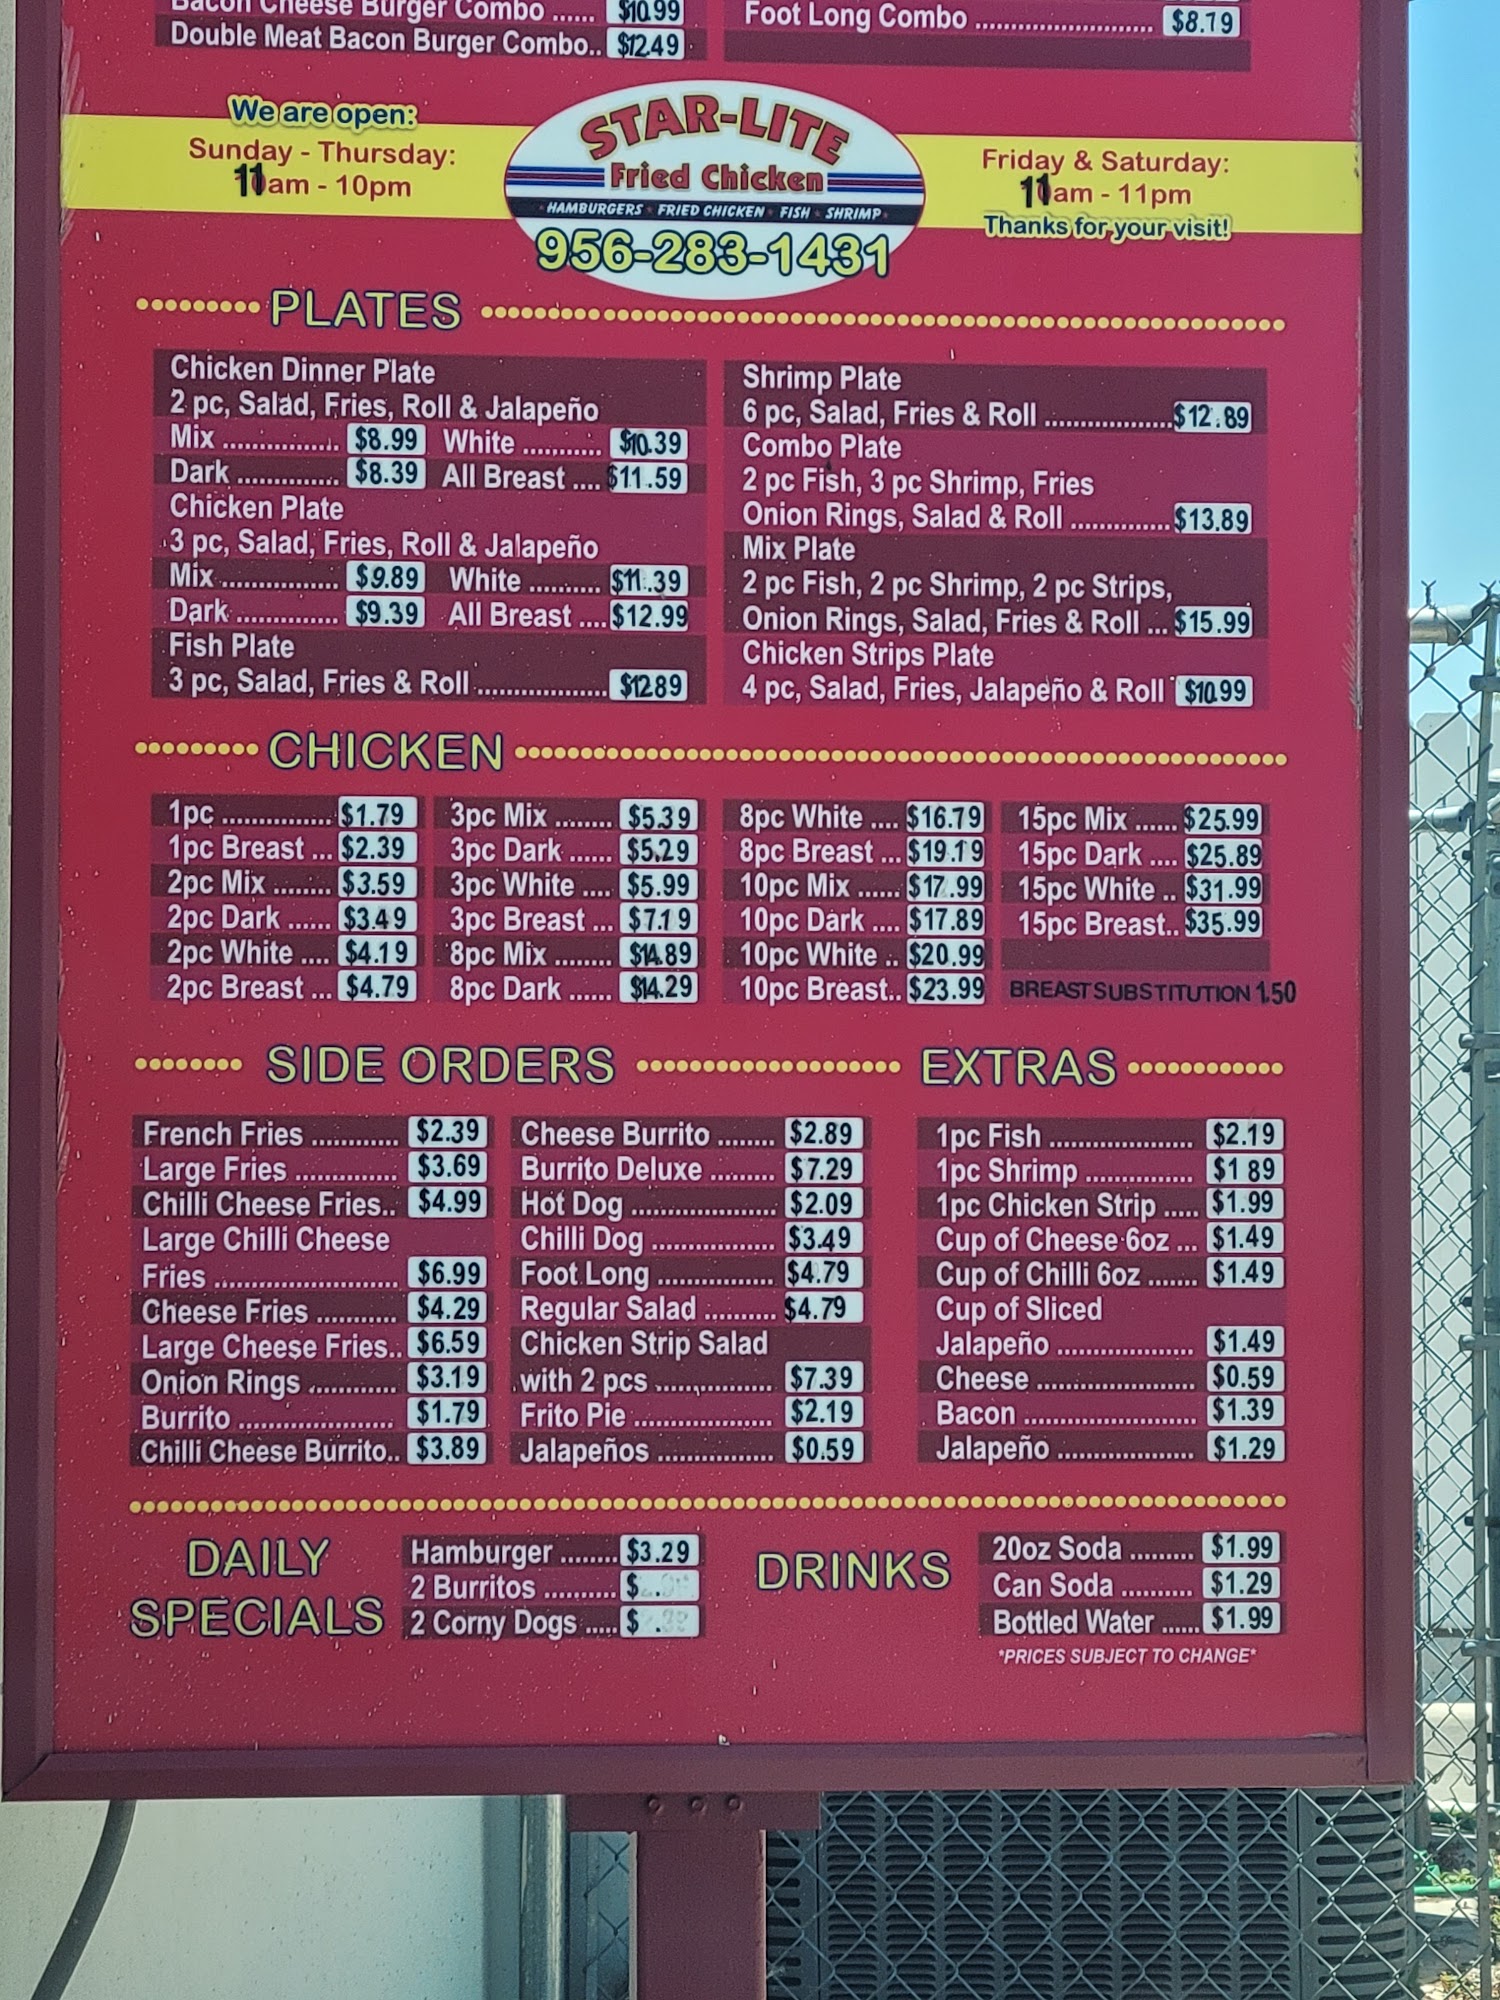 Bacon Cheese Burger Combo ...... $10.99
Double Meat Bacon Burger Combo.. $12.49
Foot Long Combo ............................ $8.79
We are open:
Sunday - Thursday:
11am - 10pm
STAR-LITE
Fried Chicken
HAMBURGERS FRIED CHICKEN FISH SHRIMP
956-283-1431
Friday & Saturday:
11am - 11pm
Thanks for your visit!
PLATES
Chicken Dinner Plate
2 pc, Salad, Fries, Roll & Jalapeño
Mix ................ $8.99 White ........... $10.39
Dark .............. $8.39 All Breast .... $11.59
Chicken Plate
3 pc, Salad, Fries, Roll & Jalapeño
Mix ................ $9.89 White .......... $11.39
Dark .............. $9.39 All Breast .... $12.99
Fish Plate
3 pc, Salad, Fries & Roll ................... $12 89
Shrimp Plate
6 pc, Salad, Fries & Roll .................. $12.89
Combo Plate
2 pc Fish, 3 pc Shrimp, Fries
Onion Rings, Salad & Roll .............. $13.89
Mix Plate
2 pc Fish, 2 pc Shrimp, 2 pc Strips,
Onion Rings, Salad, Fries & Roll ... $15.99
Chicken Strips Plate
4 pc, Salad, Fries, Jalapeño & Roll $10.99
CHICKEN
1pc ............... $1.79
1pc Breast ... $2.39
2pc Mix ........ $3.59
2pc Dark ...... $3.49
2pc White .... $4.19
2pc Breast ... $4.79
3pc Mix ........ $5.39
3pc Dark ...... $5.29
3pc White .... $5.99
3pc Breast ... $7.19
8pc Mix ........ $14.89
8pc Dark ...... $14.29
8pc White .... $16.79
8pc Breast ... $19.19
10pc Mix ...... $17.99
10pc Dark .... $17.89
10pc White .. $20.99
10pc Breast.. $23.99
15pc Mix ...... $25.99
15pc Dark .... $25.89
15pc White .. $31.99
15pc Breast.. $35.99
BREAST SUBSTITUTION 1.50
SIDE ORDERS
French Fries ............ $2.39
Large Fries .............. $3.69
Chilli Cheese Fries.. $4.99
Large Chilli Cheese
Fries ......................... $6.99
Cheese Fries ........... $4.29
Large Cheese Fries.. $6.59
Onion Rings ............ $3.19
Burrito ..................... $1.79
Chilli Cheese Burrito.. $3.89
Cheese Burrito ........ $2.89
Burrito Deluxe ......... $7.29
Hot Dog .................... $2.09
Chilli Dog ................. $3.49
Foot Long ................ $4.79
Regular Salad .......... $4.79
Chicken Strip Salad
with 2 pcs ................ $7.39
Frito Pie ................... $2.19
Jalapeños ................ $0.59
EXTRAS
1pc Fish .................... $2.19
1pc Shrimp ............... $1 89
1pc Chicken Strip ..... $1.99
Cup of Cheese 6oz ... $1.49
Cup of Chilli 6oz ....... $1.49
Cup of Sliced
Jalapeño ................... $1.49
Cheese ...................... $0.59
Bacon ........................ $1.39
Jalapeño ................... $1.29
DAILY
SPECIALS
Hamburger ........ $3.29
2 Burritos .......... $
2 Corny Dogs ..... $
DRINKS
20oz Soda ......... $1.99
Can Soda .......... $1.29
Bottled Water ...... $1.99
*PRICES SUBJECT TO CHANGE*